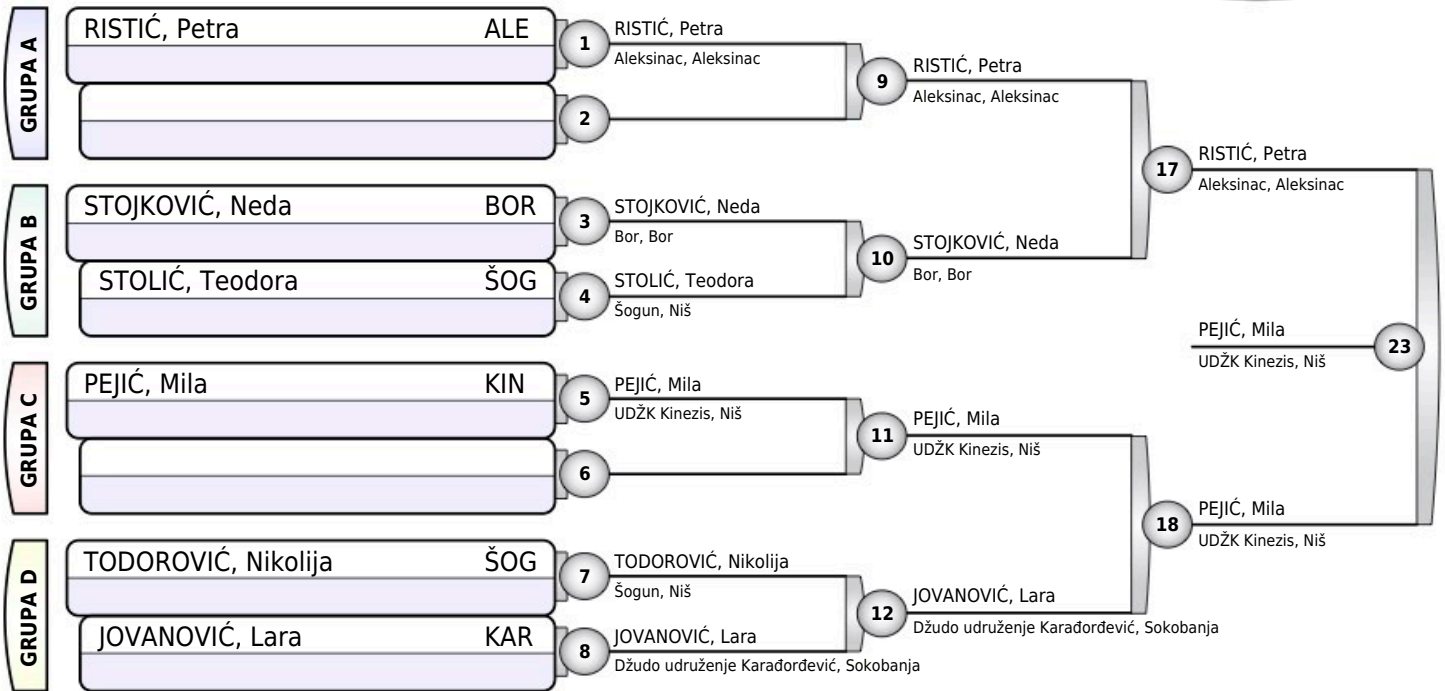 GRUPA A
RISTIĆ, Petra ALE
1
RISTIĆ, Petra
Aleksinac, Aleksinac
2
9
RISTIĆ, Petra
Aleksinac, Aleksinac
GRUPA B
STOJKOVIĆ, Neda BOR
3
STOJKOVIĆ, Neda
Bor, Bor
STOLIĆ, Teodora ŠOG
4
STOLIĆ, Teodora
Šogun, Niš
10
STOJKOVIĆ, Neda
Bor, Bor
17
RISTIĆ, Petra
Aleksinac, Aleksinac
GRUPA C
PEJIĆ, Mila KIN
5
PEJIĆ, Mila
UDŽK Kinezis, Niš
6
11
PEJIĆ, Mila
UDŽK Kinezis, Niš
GRUPA D
TODOROVIĆ, Nikolija ŠOG
7
TODOROVIĆ, Nikolija
Šogun, Niš
JOVANOVIĆ, Lara KAR
8
JOVANOVIĆ, Lara
Džudo udruženje Karađorđević, Sokobanja
12
JOVANOVIĆ, Lara
Džudo udruženje Karađorđević, Sokobanja
18
PEJIĆ, Mila
UDŽK Kinezis, Niš
PEJIĆ, Mila
UDŽK Kinezis, Niš
23